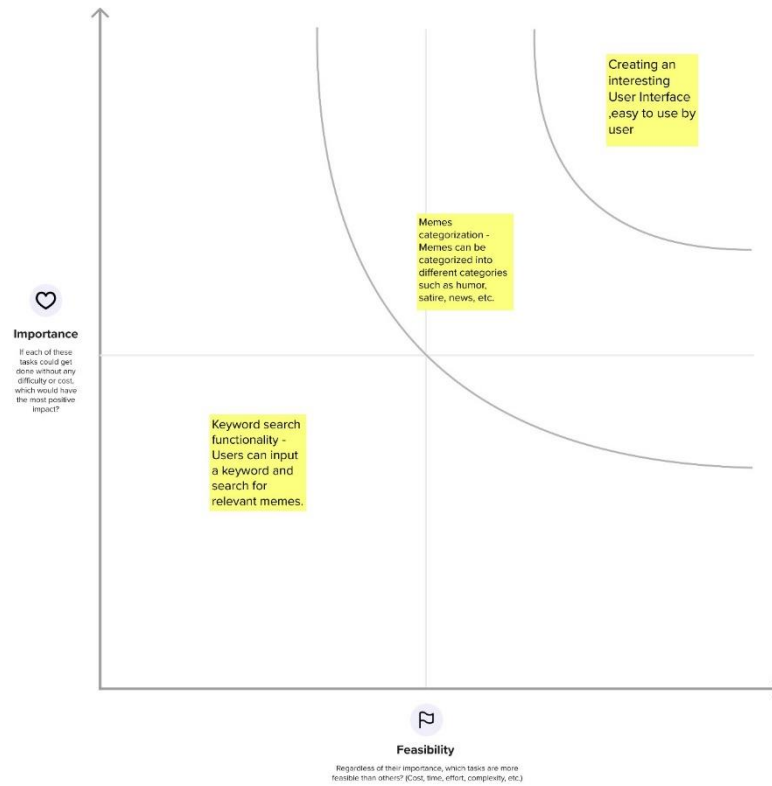 Creating an
interesting
User Interface
,easy to use by
user
Memes
categorization -
Memes can be
categorized into
different categories
such as humor,
satire, news, etc.
Importance
If each of these
tasks could get
done without any
difficulty or cost,
which would have
the most positive
impact?
Keyword search
functionality -
Users can input
a keyword and
search for
relevant memes.
Feasibility
Regardless of their importance, which tasks are more
feasible than others? (Cost, time, effort, complexity, etc.)